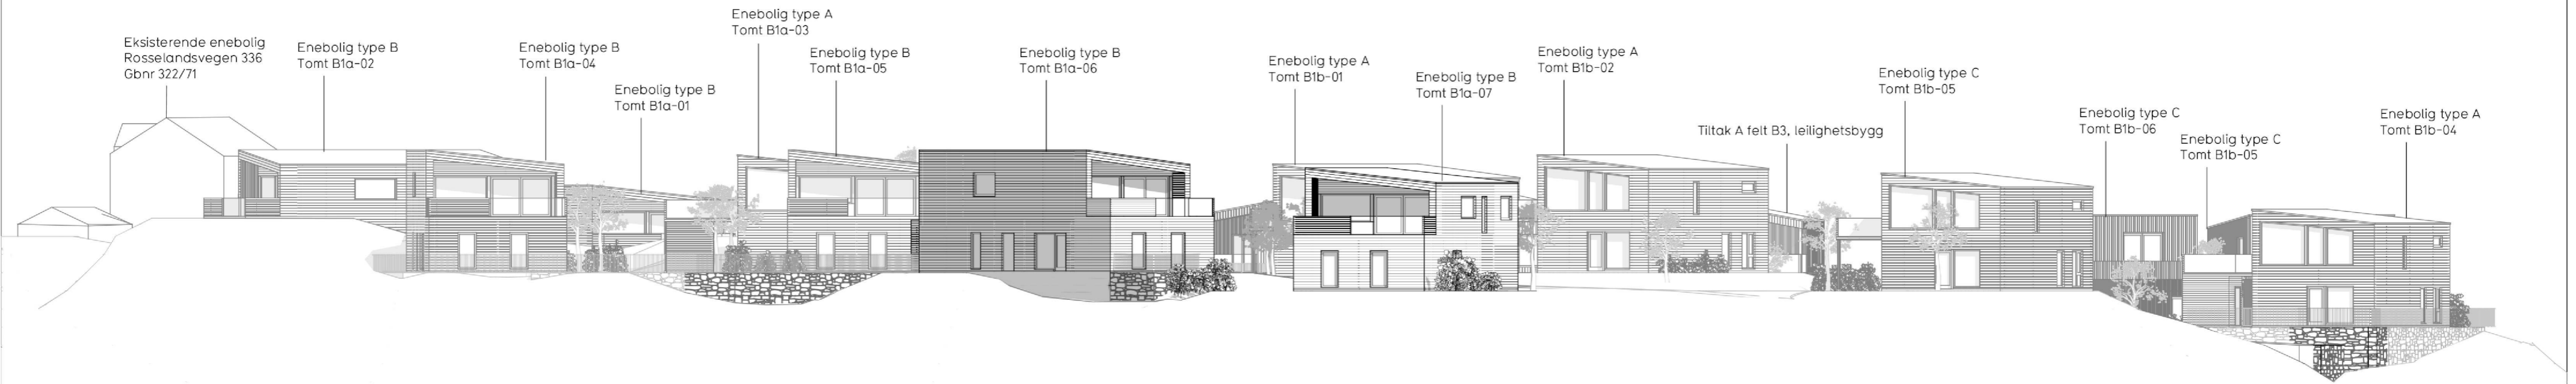 Eksisterende enebolig
Rosselandsvegen 336
Gbnr 322/71
Enebolig type B
Tomt B1a-02
Enebolig type B
Tomt B1a-04
Enebolig type B
Tomt B1a-01
Enebolig type A
Tomt B1a-03
Enebolig type B
Tomt B1a-05
Enebolig type B
Tomt B1a-06
Enebolig type A
Tomt B1b-01
Enebolig type B
Tomt B1a-07
Enebolig type A
Tomt B1b-02
Tiltak A felt B3, leilighetsbygg
Enebolig type C
Tomt B1b-05
Enebolig type C
Tomt B1b-06
Enebolig type C
Tomt B1b-05
Enebolig type A
Tomt B1b-04